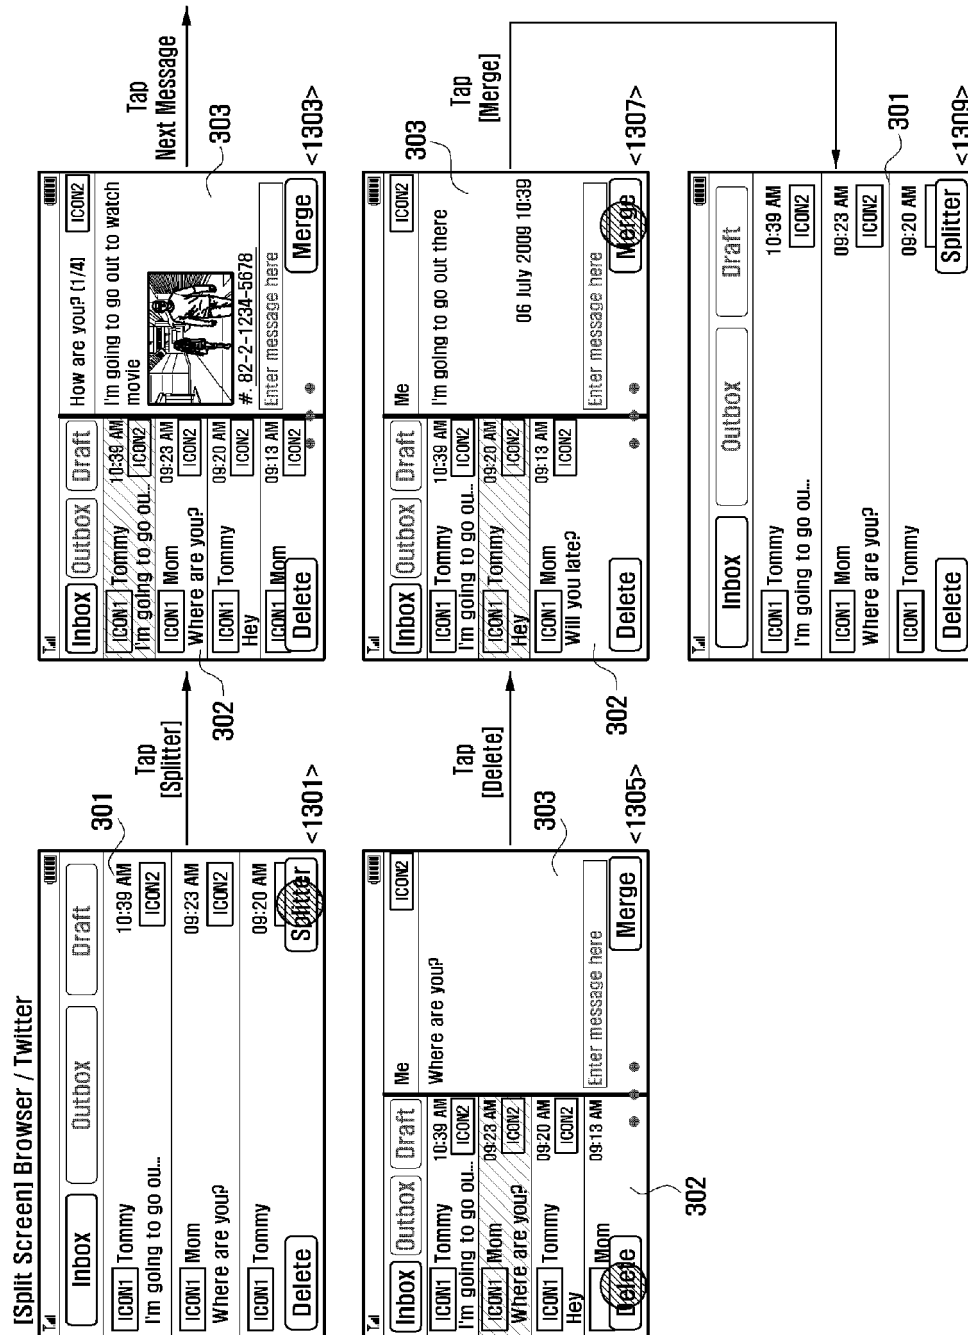 [Split Screen] Browser / Twitter
Inbox
Outbox
Draft
ICON1 Tommy
10:39 AM
I'm going to go ou...
ICON2
ICON1 Mom
09:23 AM
Where are you?
ICON2
ICON1 Tommy
09:20 AM
Delete
Splitter
301
<1301>
Tap
[Splitter]
Inbox
Outbox
Draft
ICON1 Tommy
10:39 AM
I'm going to go ou...
ICON2
ICON1 Mom
09:23 AM
Where are you?
ICON2
ICON1 Tommy
09:20 AM
Hey
ICON2
ICON1 Mom
09:13 AM
ICON2
Delete
How are you? (1/4)
ICON2
I'm going to go out to watch
movie
#. 82-2-1234-5678
Enter message here
Merge
302
303
<1303>
Tap
Next Message
Inbox
Outbox
Draft
ICON1 Tommy
10:39 AM
I'm going to go ou...
ICON2
ICON1 Mom
09:23 AM
Where are you?
ICON2
ICON1 Tommy
09:20 AM
Hey
ICON2
Mom
09:13 AM
Delete
Me
ICON2
Where are you?
Enter message here
Merge
302
303
<1305>
Tap
[Delete]
Inbox
Outbox
Draft
ICON1 Tommy
10:39 AM
I'm going to go ou...
ICON2
ICON1 Tommy
09:20 AM
Hey
ICON2
ICON1 Mom
09:13 AM
Will you late?
ICON2
Delete
Me
ICON2
I'm going to go out there
06 July 2009 10:39
Enter message here
Merge
302
303
<1307>
Tap
[Merge]
Inbox
Outbox
Draft
ICON1 Tommy
10:39 AM
I'm going to go ou...
ICON2
ICON1 Mom
09:23 AM
Where are you?
ICON2
ICON1 Tommy
09:20 AM
Delete
Splitter
301
<1309>